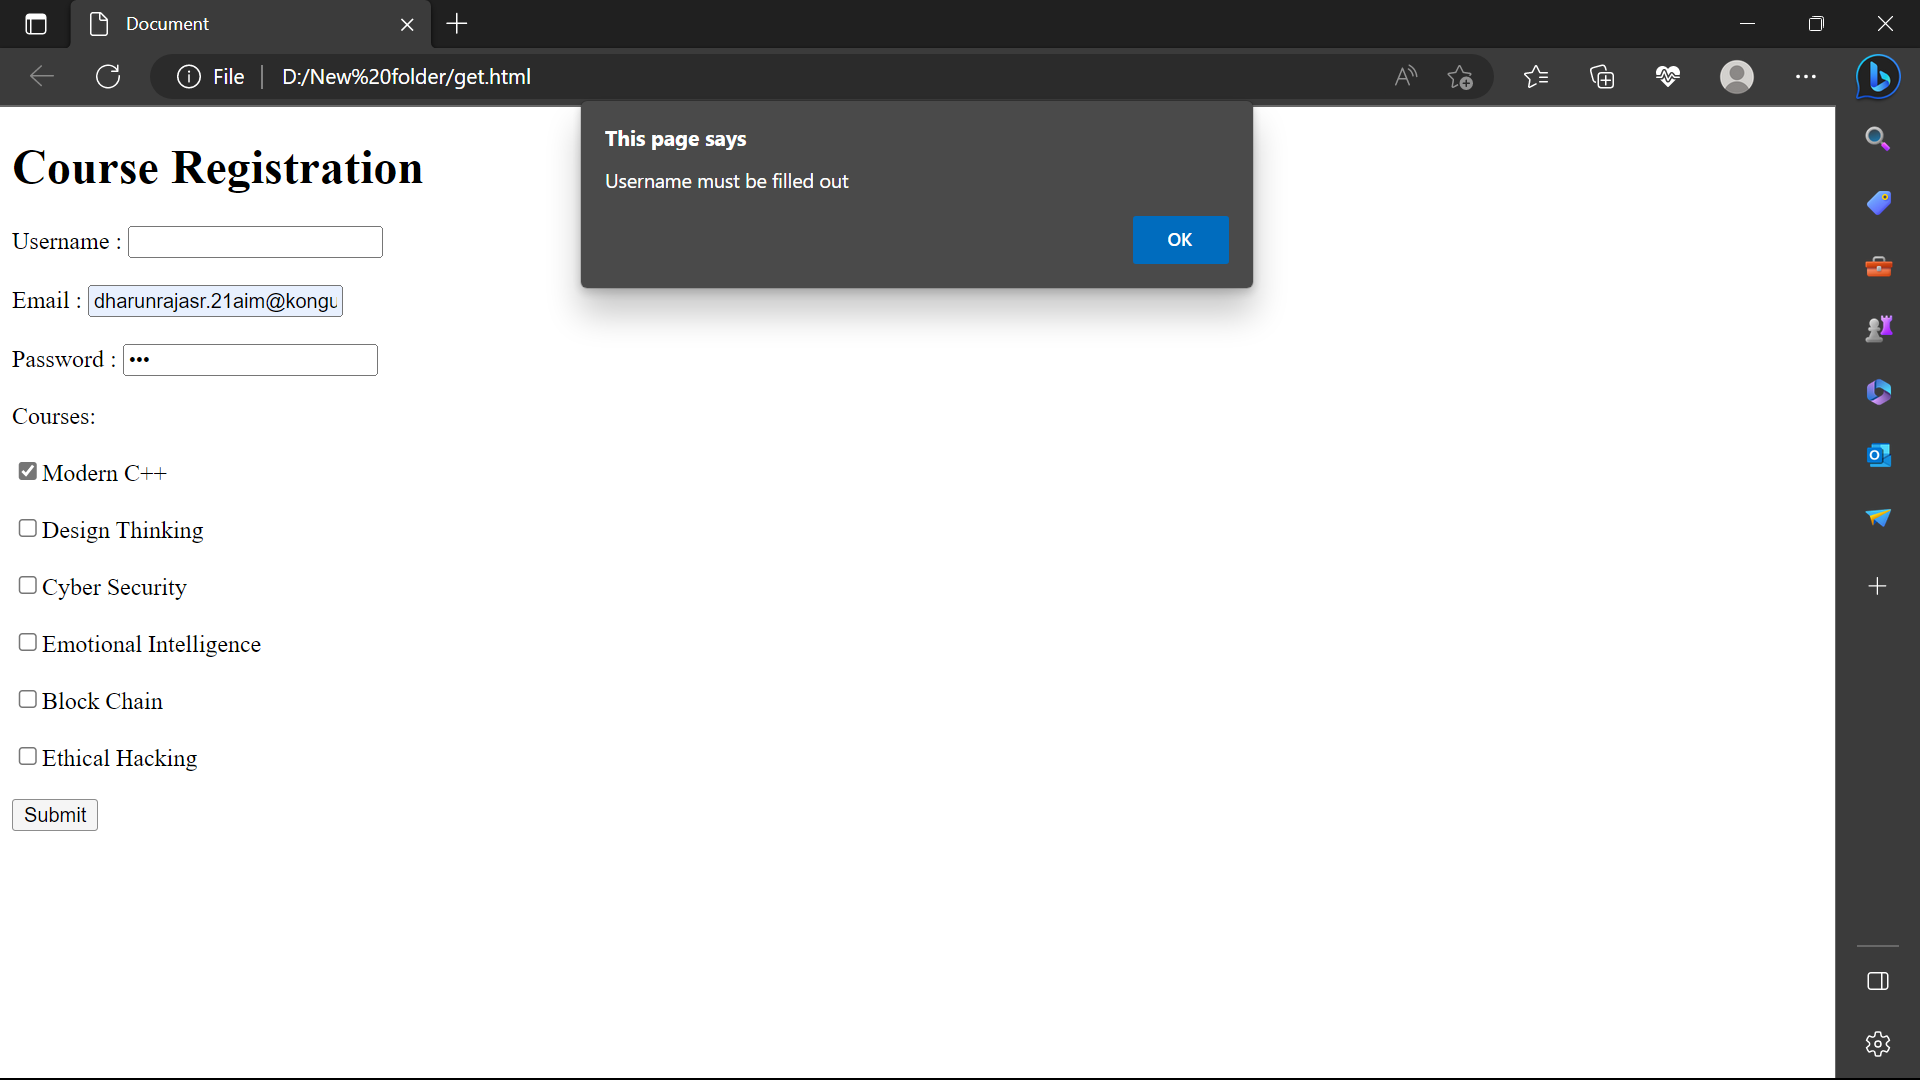 Document
File
D:/New%20folder/get.html
This page says
Username must be filled out
OK
Course Registration
Username :
Email : dharunrajasr.21aim@kongu
Password : •••
Courses:
Modern C++
Design Thinking
Cyber Security
Emotional Intelligence
Block Chain
Ethical Hacking
Submit